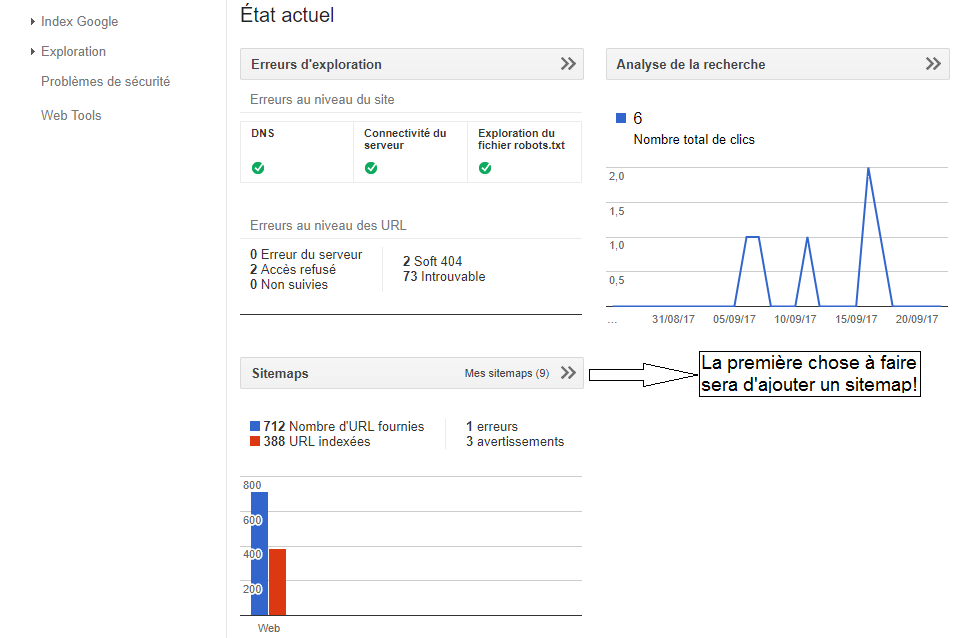 Index Google
Exploration
Problèmes de sécurité
Web Tools
État actuel
Erreurs d'exploration
Erreurs au niveau du site
DNS
Connectivité du
serveur
Exploration du
fichier robots.txt
Erreurs au niveau des URL
0 Erreur du serveur
2 Accès refusé
0 Non suivies
2 Soft 404
73 Introuvable
Analyse de la recherche
6
Nombre total de clics
2,0
1,5
1,0
0,5
...
31/08/17
05/09/17
10/09/17
15/09/17
20/09/17
Sitemaps
Mes sitemaps (9)
La première chose à faire
sera d'ajouter un sitemap!
712 Nombre d'URL fournies
388 URL indexées
1 erreurs
3 avertissements
800
600
400
200
Web